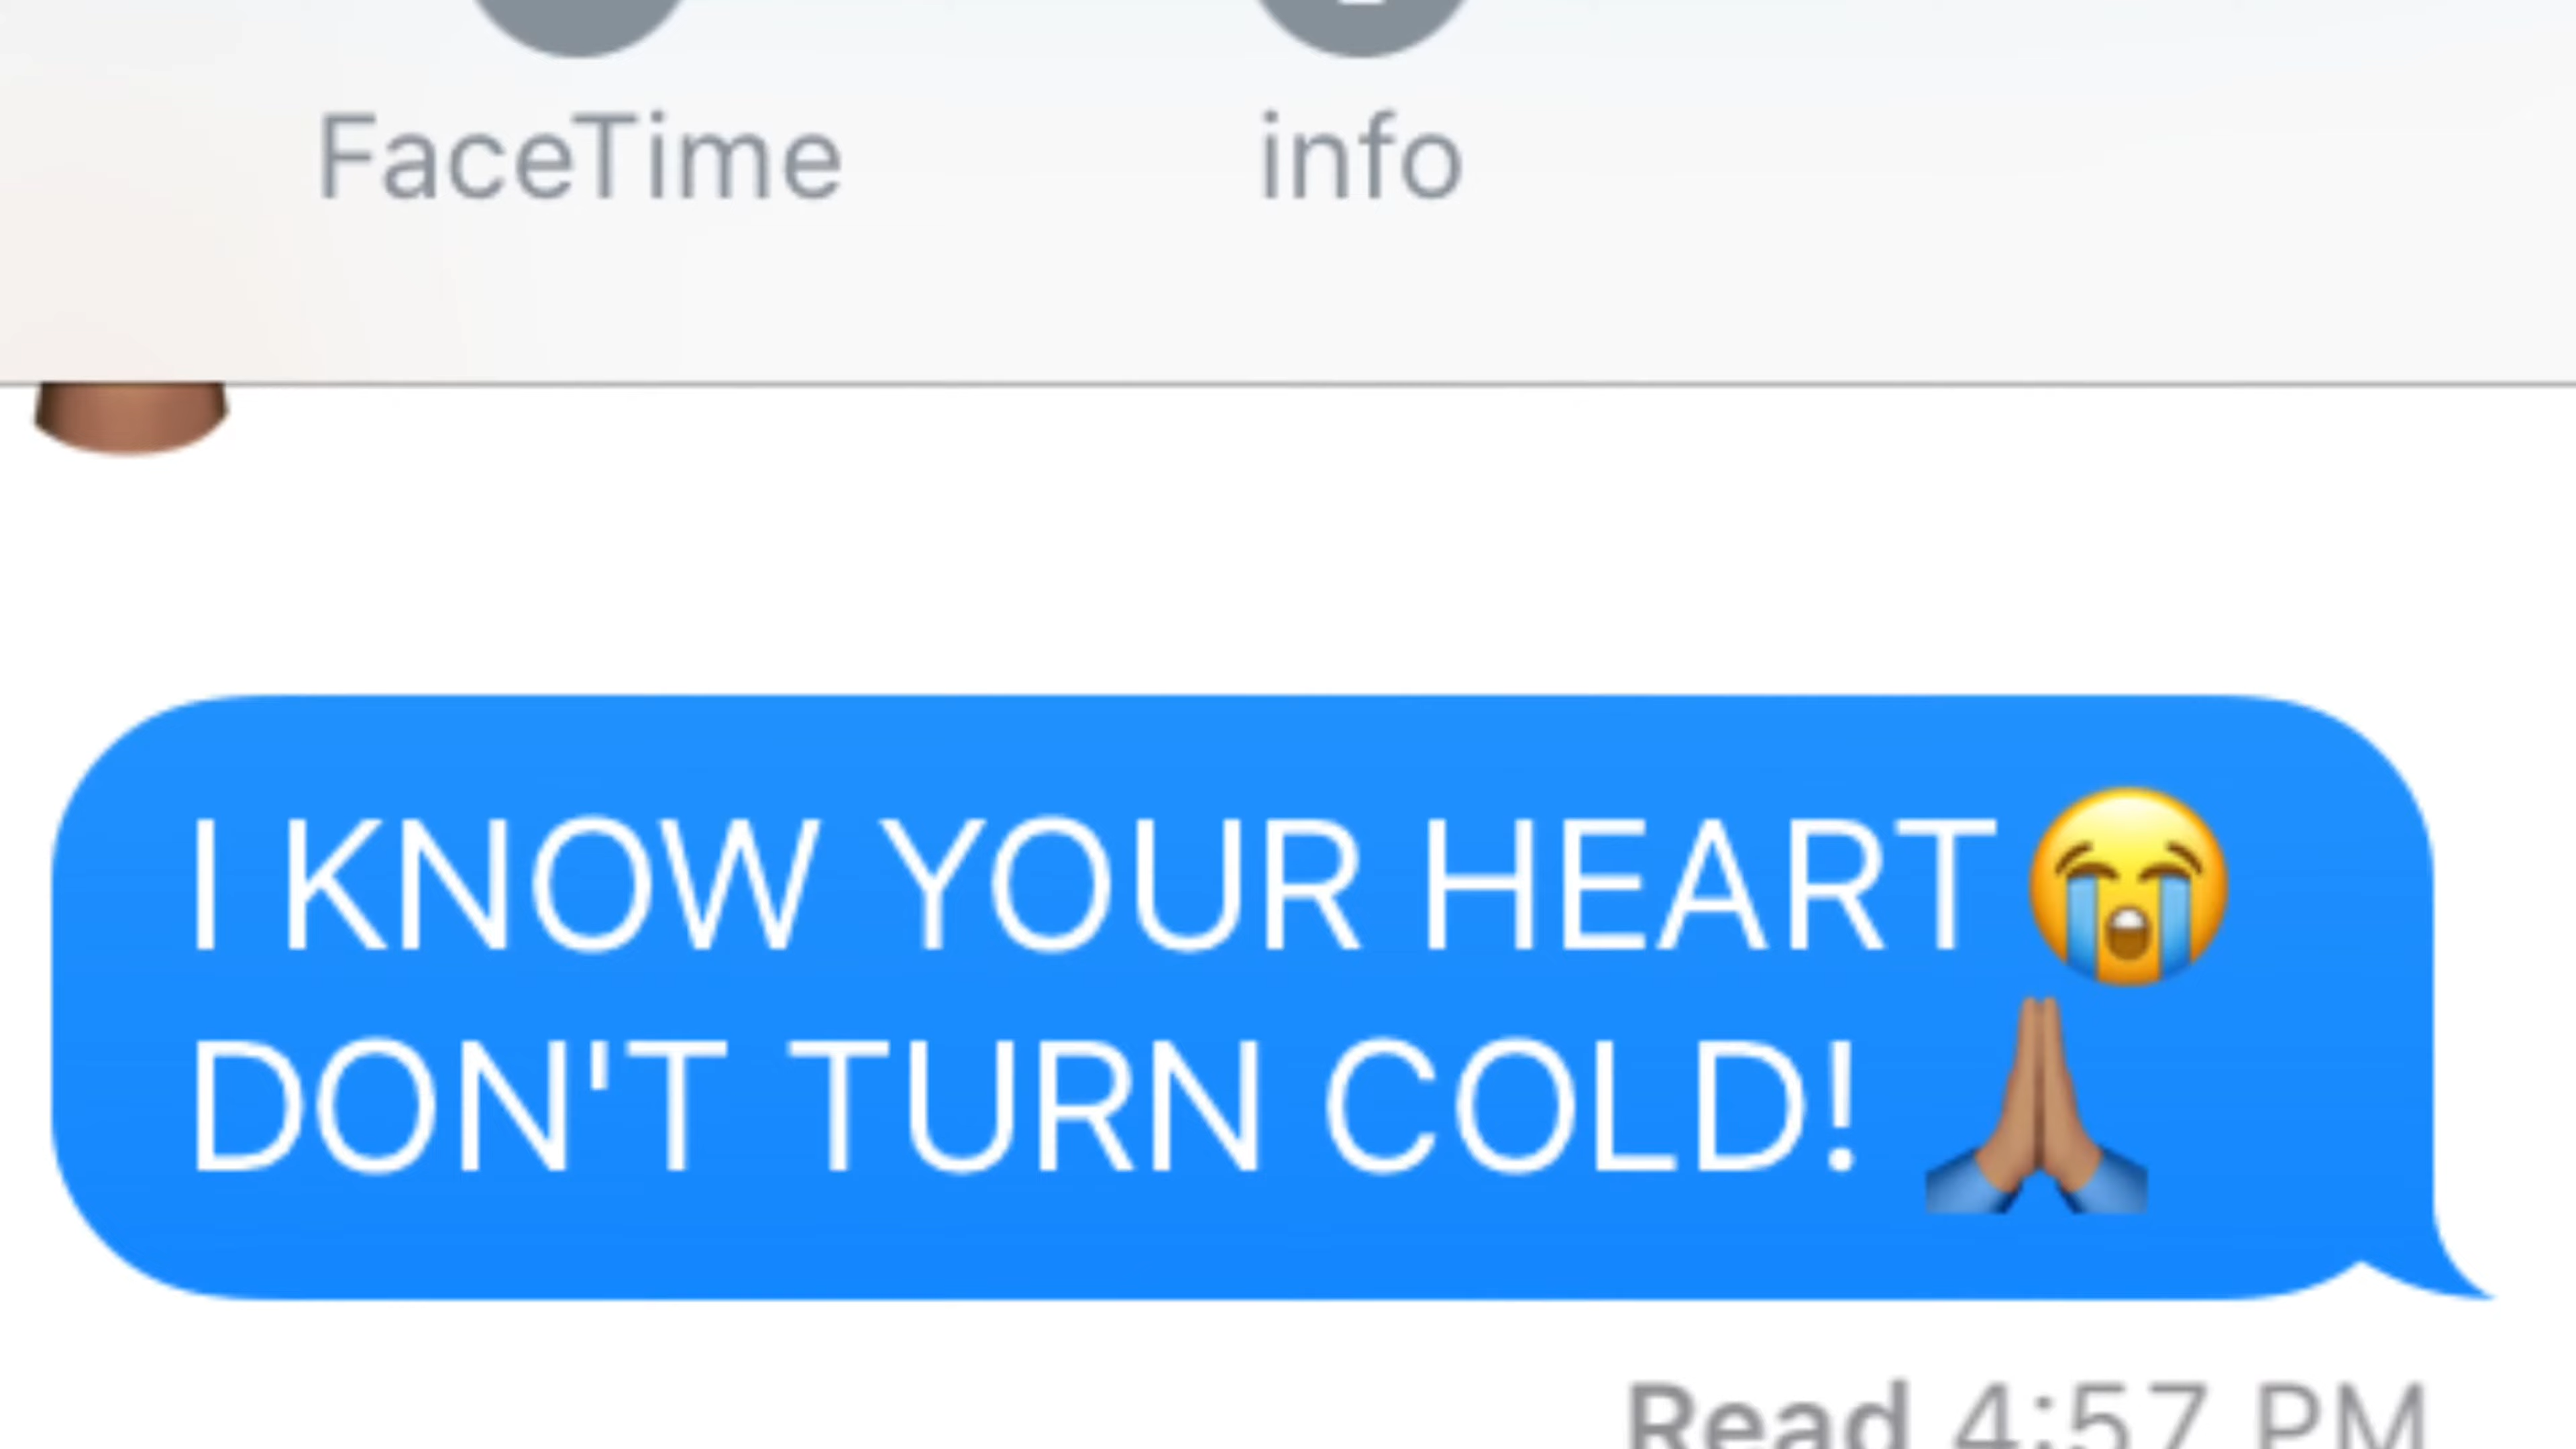 FaceTime info
I KNOW YOUR HEART😭
DON'T TURN COLD! 🙏🏽
Read 4:57 PM